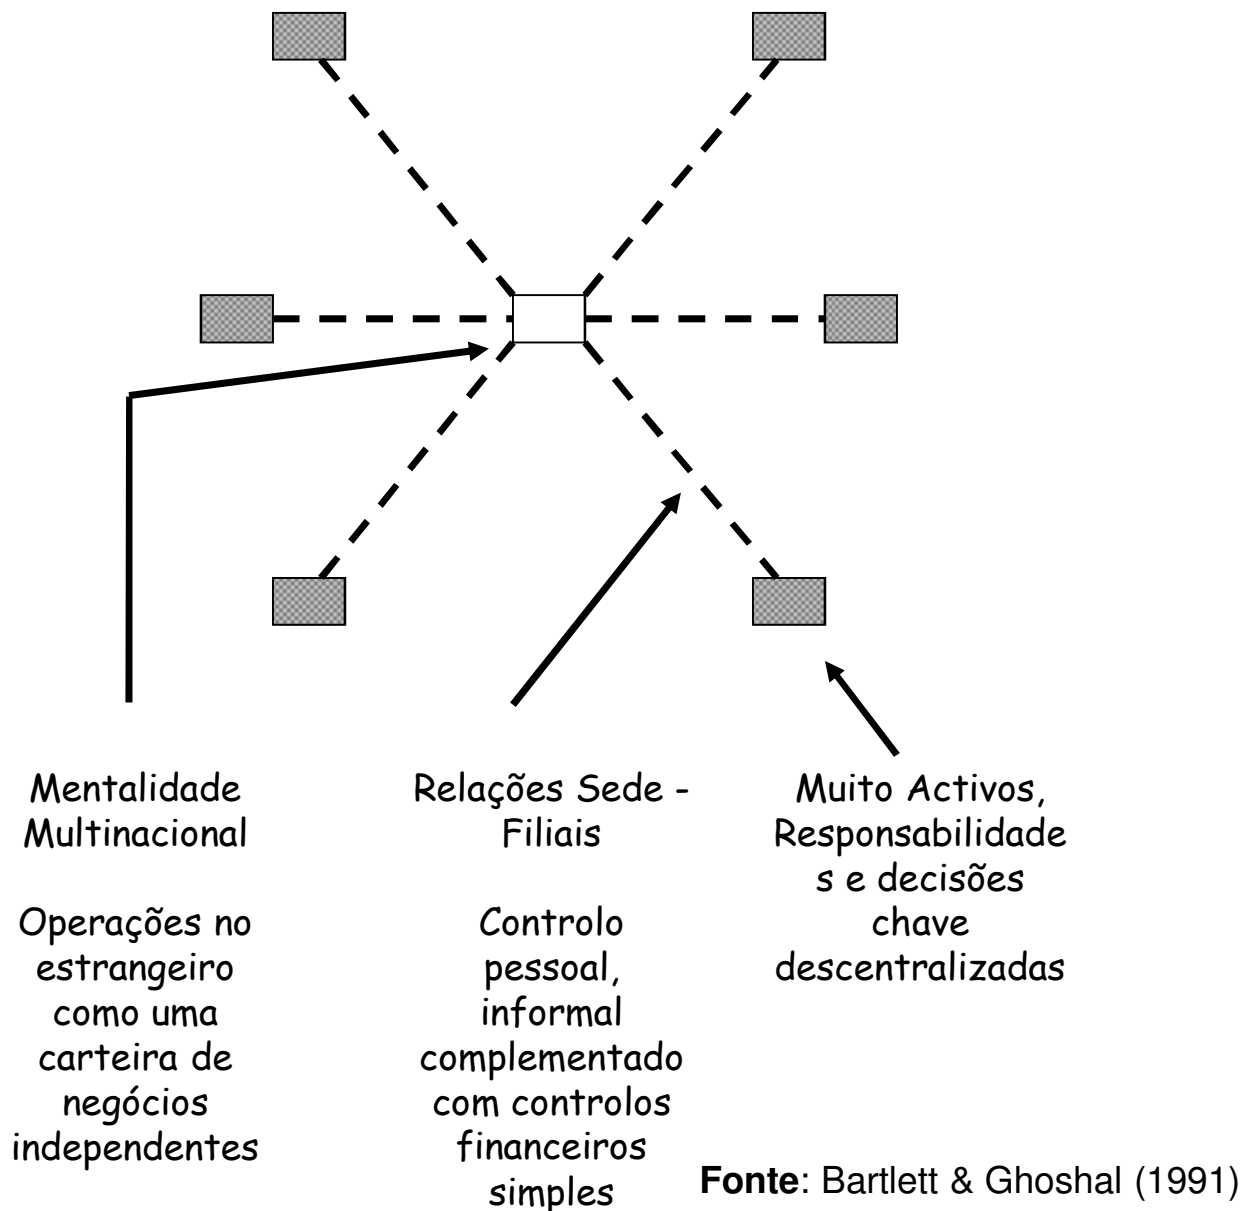 Mentalidade
Multinacional
Operações no
estrangeiro
como uma
carteira de
negócios
independentes
Relações Sede -
Filiais
Controlo
pessoal,
informal
complementado
com controlos
financeiros
simples
Muito Activos,
Responsabilidade
s e decisões
chave
descentralizadas
Fonte: Bartlett & Ghoshal (1991)